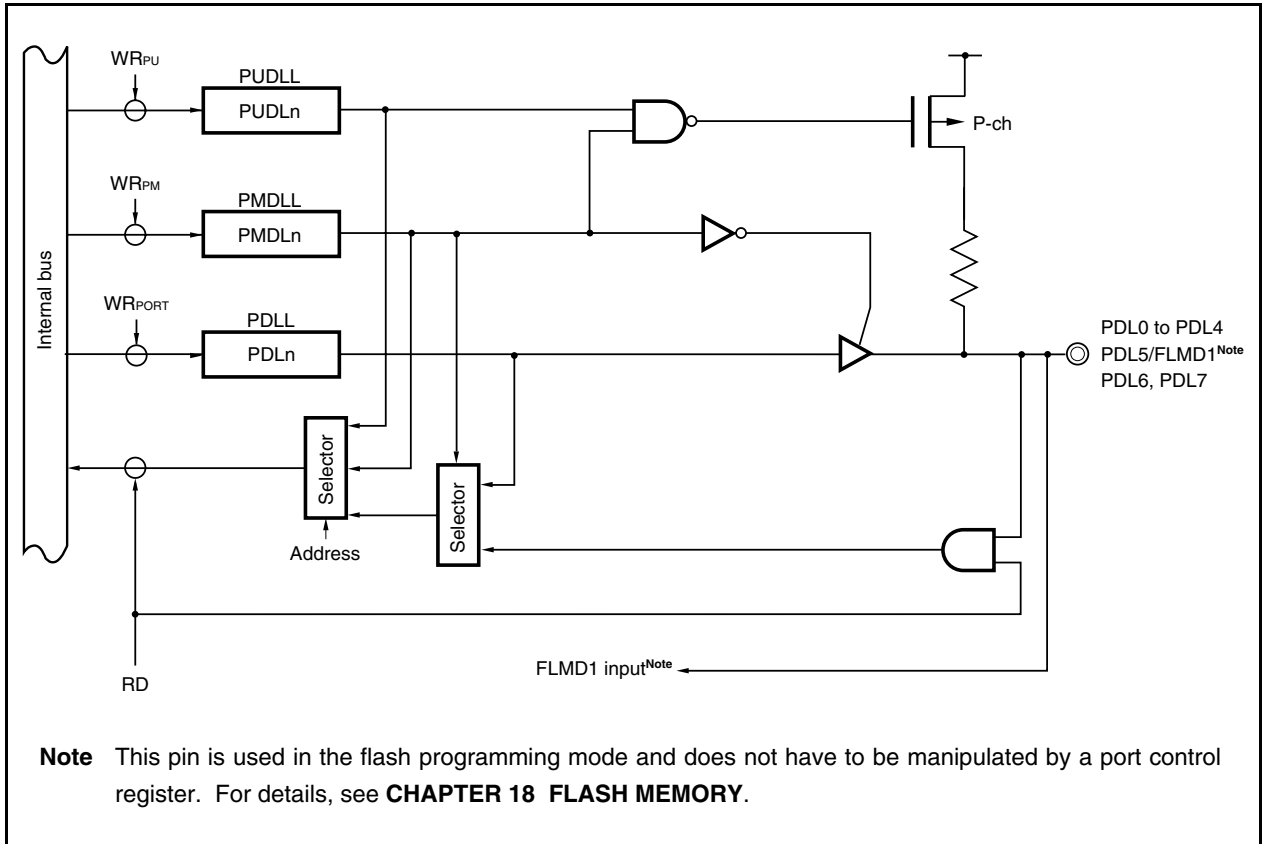 WRPU
PUDLL
PUDLn
P-ch
WRPM
PMDLL
PMDLn
Internal bus
WRPORT
PDLL
PDLn
PDL0 to PDL4
PDL5/FLMD1Note
PDL6, PDL7
Selector
Selector
Address
RD
FLMD1 inputNote
Note This pin is used in the flash programming mode and does not have to be manipulated by a port control
register. For details, see CHAPTER 18 FLASH MEMORY.